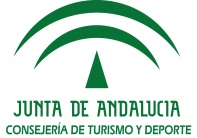 JUNTA DE ANDALUCIA
CONSEJERÍA DE TURISMO Y DEPORTE